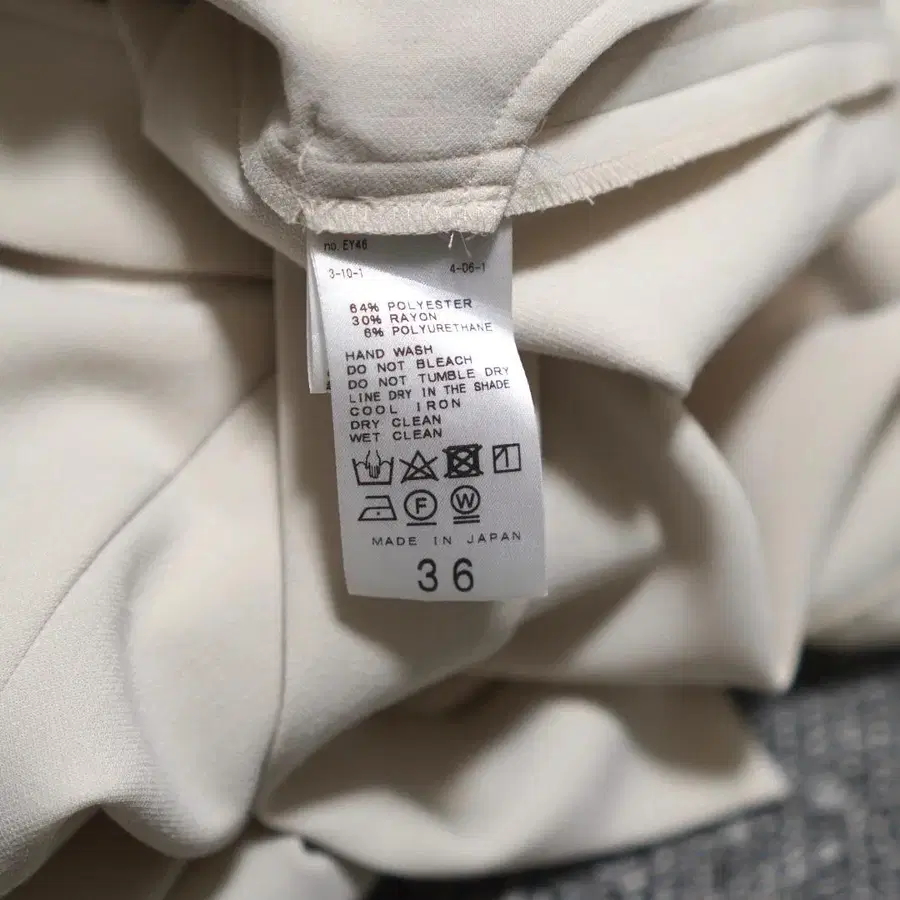 no. EY46
3-10-1 4-06-1
64% POLYESTER
30% RAYON
6% POLYURETHANE
HAND WASH
DO NOT BLEACH
DO NOT TUMBLE DRY
LINE DRY IN THE SHADE
COOL IRON
DRY CLEAN
WET CLEAN
F W
MADE IN JAPAN
36